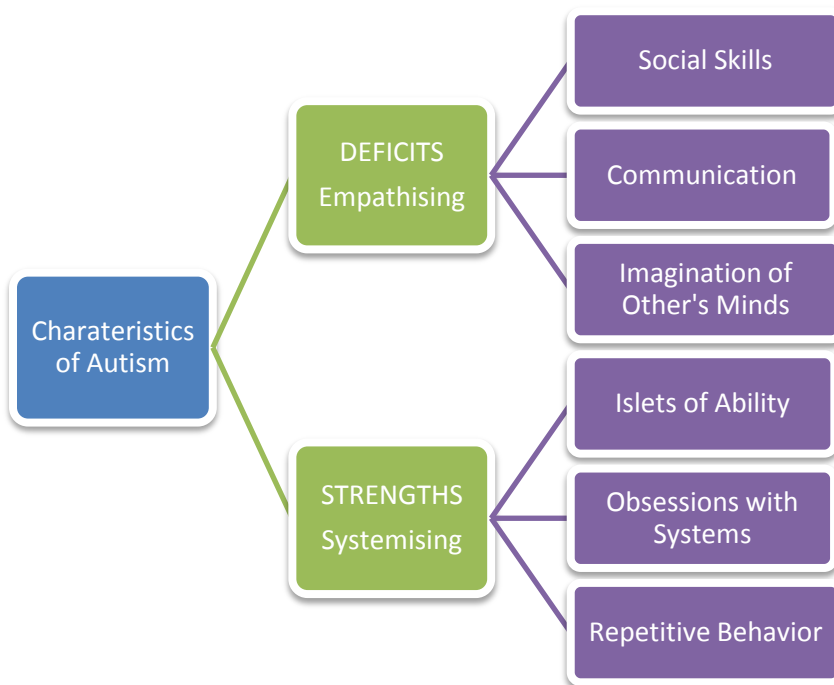 Charateristics
of Autism
DEFICITS
Empathising
STRENGTHS
Systemising
Social Skills
Communication
Imagination of
Other's Minds
Islets of Ability
Obsessions with
Systems
Repetitive Behavior